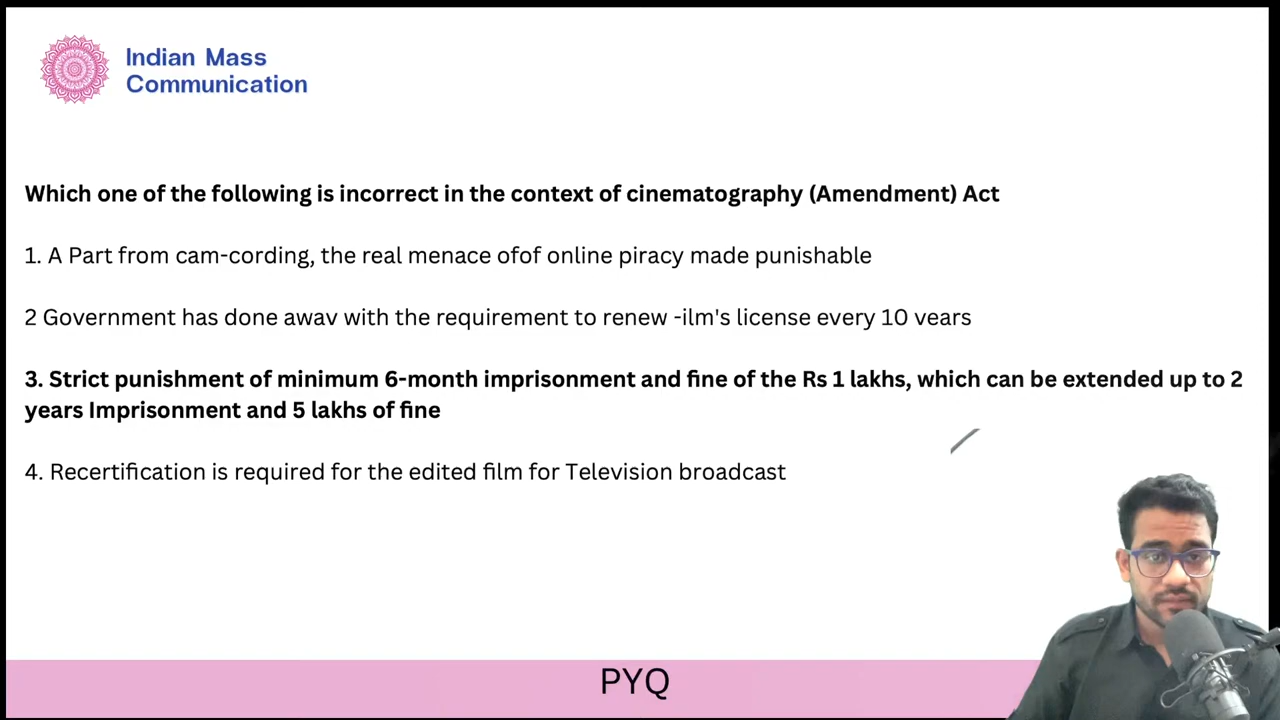 Indian Mass
Communication
Which one of the following is incorrect in the context of cinematography (Amendment) Act
1. A Part from cam-cording, the real menace ofof online piracy made punishable
2 Government has done awav with the requirement to renew -ilm's license every 10 vears
3. Strict punishment of minimum 6-month imprisonment and fine of the Rs 1 lakhs, which can be extended up to 2
years Imprisonment and 5 lakhs of fine
4. Recertification is required for the edited film for Television broadcast
PYQ